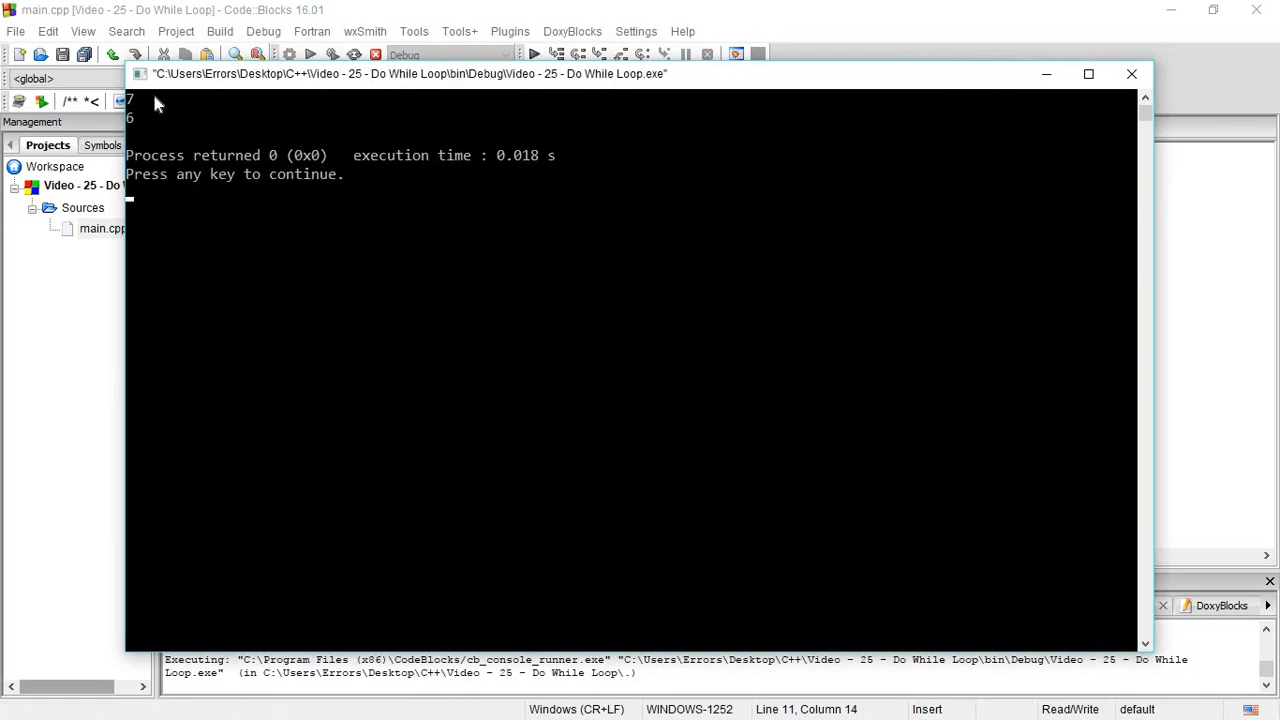 main.cpp [Video - 25 - Do While Loop] - Code::Blocks 16.01
File Edit View Search Project Build Debug Fortran wxSmith Tools Tools+ Plugins DoxyBlocks Settings Help
Debug
<global>
"C:\Users\Errors\Desktop\C++\Video - 25 - Do While Loop\bin\Debug\Video - 25 - Do While Loop.exe"
/** *<
7
6
Management
Projects Symbols
Process returned 0 (0x0)   execution time : 0.018 s
Workspace
Press any key to continue.
Video - 25 - Do
Sources
main.cpp
DoxyBlocks
Executing: "C:\Program Files (x86)\CodeBlocks/cb_console_runner.exe" "C:\Users\Errors\Desktop\C++\Video - 25 - Do While Loop\bin\Debug\Video - 25 - Do While
Loop.exe"  (in C:\Users\Errors\Desktop\C++\Video - 25 - Do While Loop\.)
Windows (CR+LF) WINDOWS-1252 Line 11, Column 14 Insert Read/Write default